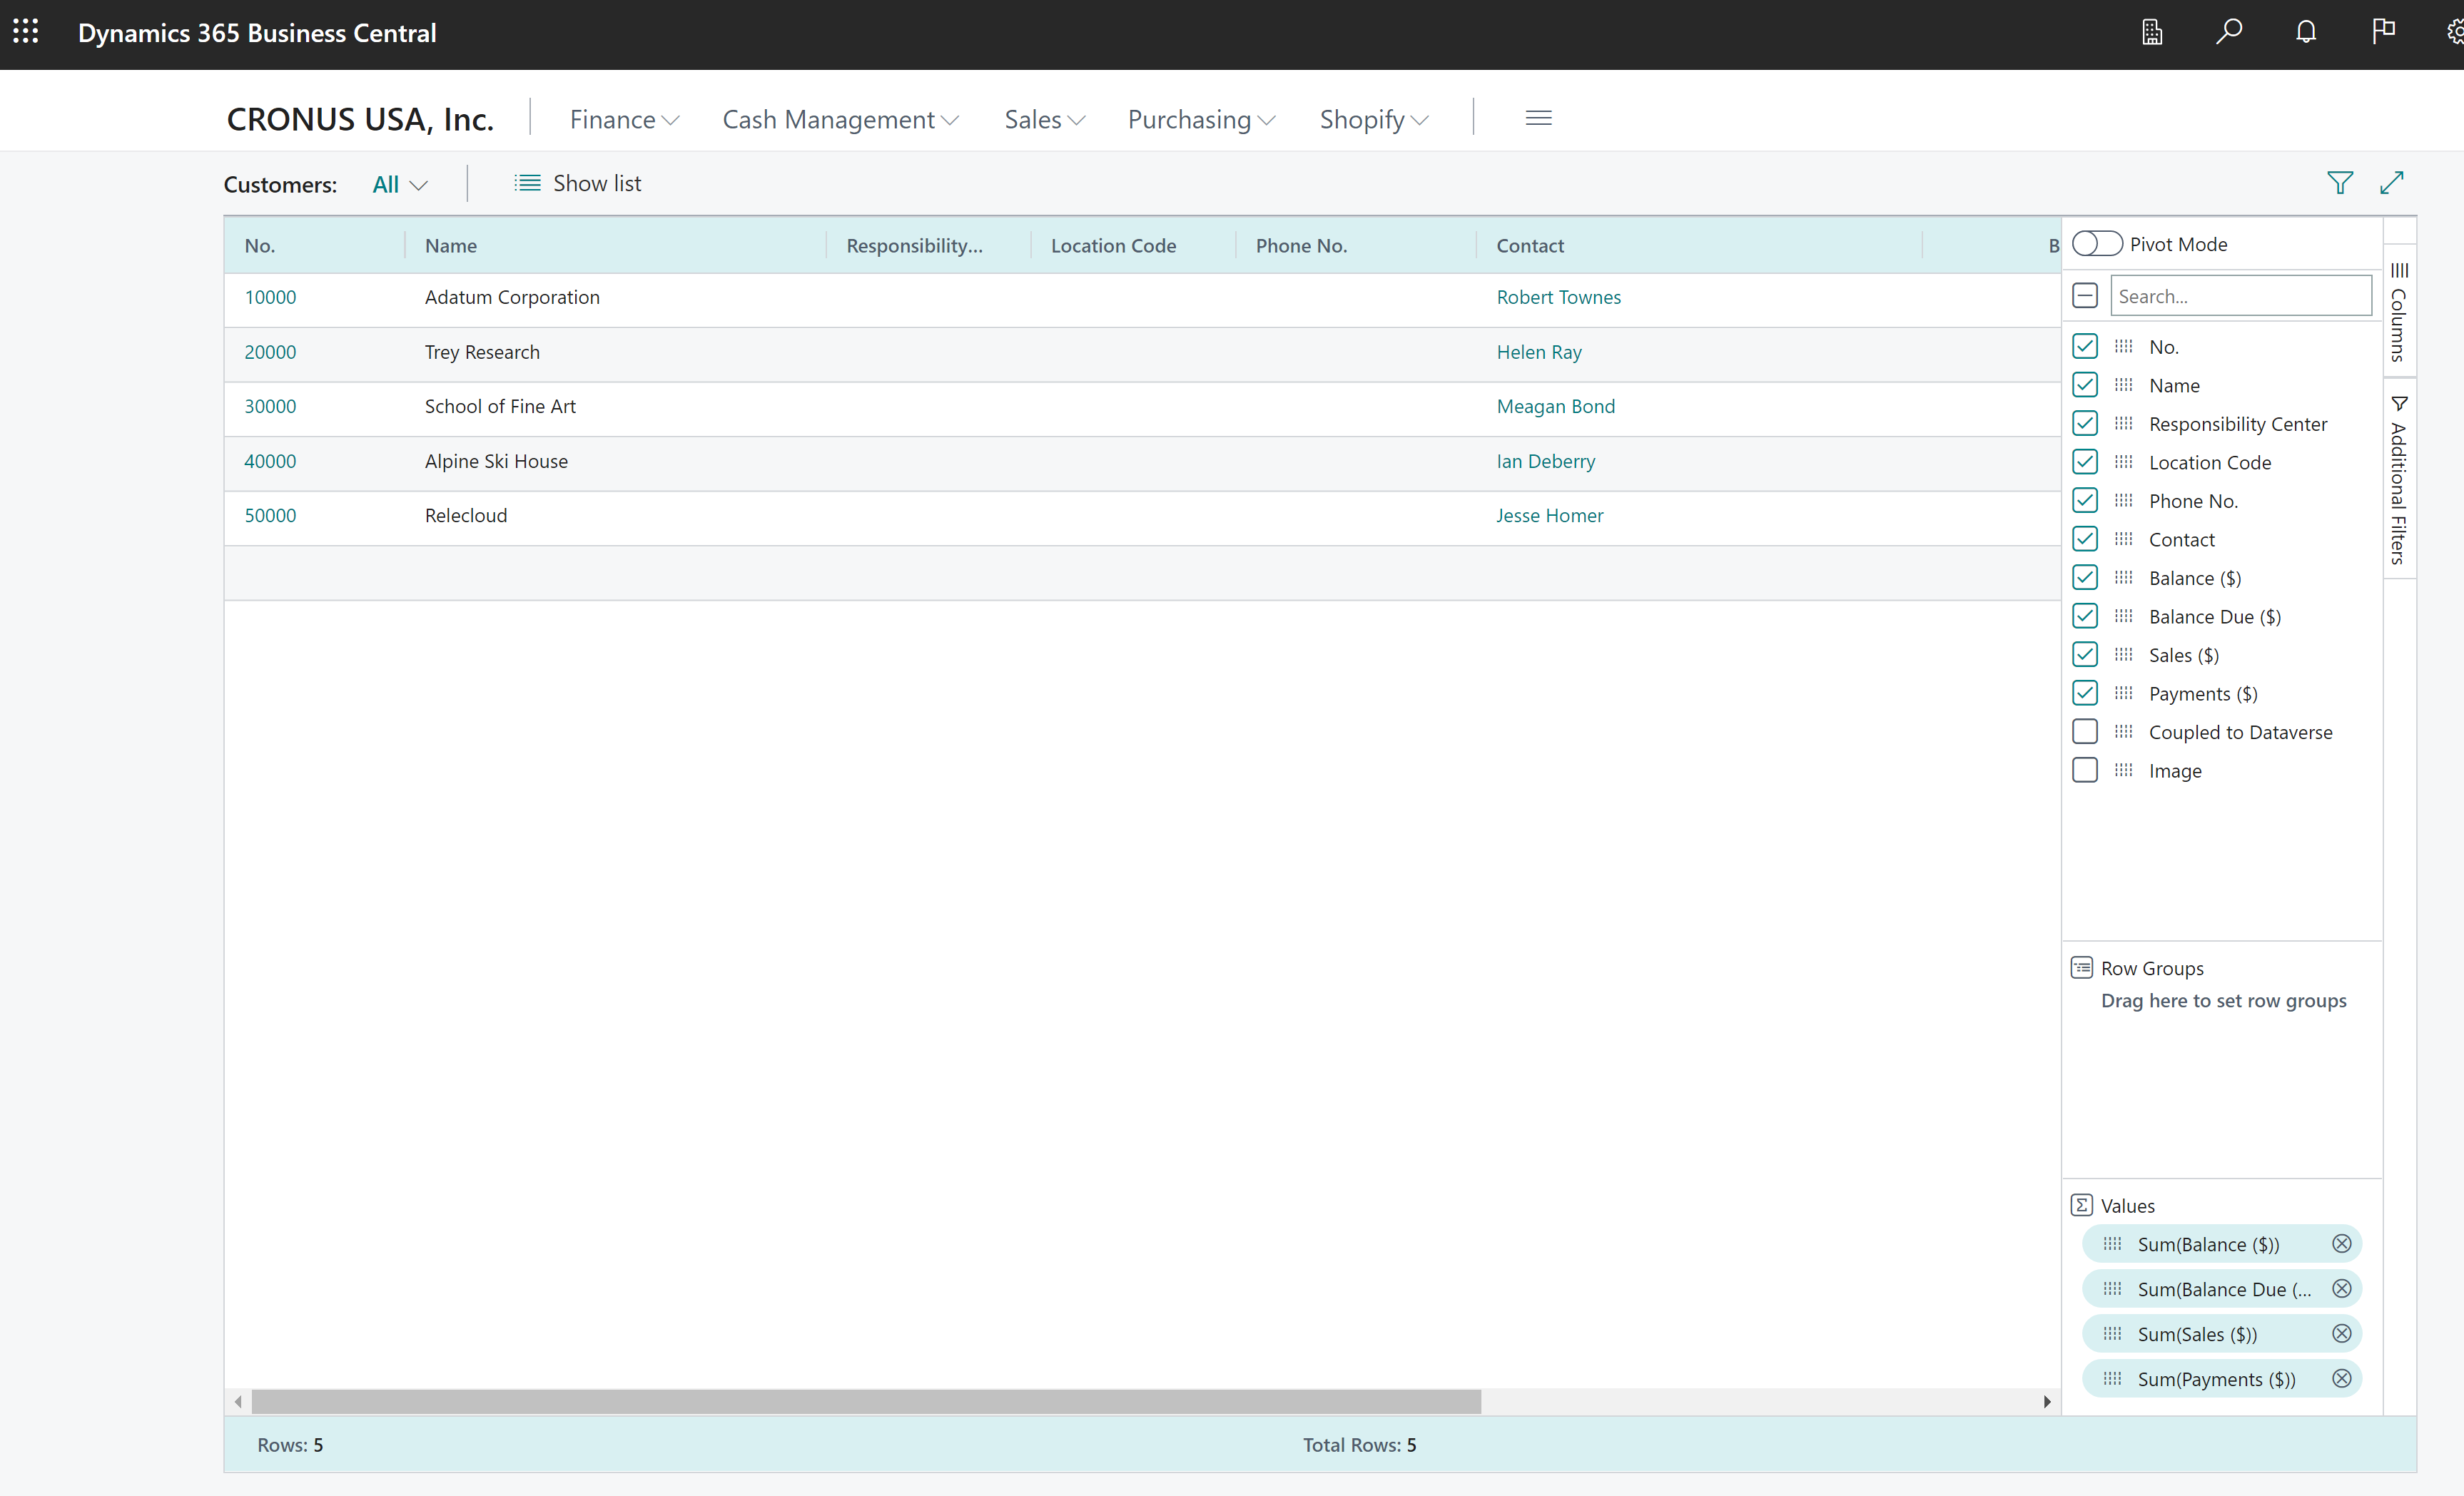 Dynamics 365 Business Central
CRONUS USA, Inc. Finance Cash Management Sales Purchasing Shopify
Customers: All Show list
No. Name Responsibility... Location Code Phone No. Contact B
10000 Adatum Corporation Robert Townes
20000 Trey Research Helen Ray
30000 School of Fine Art Meagan Bond
40000 Alpine Ski House Ian Deberry
50000 Relecloud Jesse Homer
Rows: 5 Total Rows: 5
Pivot Mode
Search...
No.
Name
Responsibility Center
Location Code
Phone No.
Contact
Balance ($)
Balance Due ($)
Sales ($)
Payments ($)
Coupled to Dataverse
Image
Row Groups
Drag here to set row groups
Values
Sum(Balance ($))
Sum(Balance Due (...
Sum(Sales ($))
Sum(Payments ($))
Columns
Additional Filters